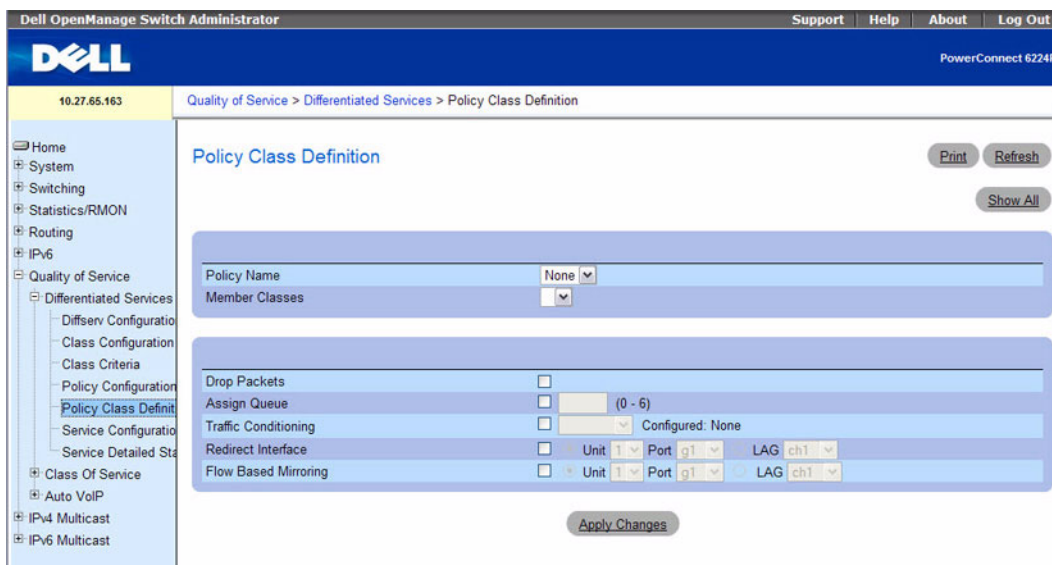 Dell OpenManage Switch Administrator
Support Help About Log Out
DELL
PowerConnect 6224
10.27.65.163
Quality of Service > Differentiated Services > Policy Class Definition
Home
System
Switching
Statistics/RMON
Routing
IPv6
Quality of Service
Differentiated Services
Diffserv Configuratio
Class Configuration
Class Criteria
Policy Configuration
Policy Class Definit
Service Configuratio
Service Detailed Sta
Class Of Service
Auto VoIP
IPv4 Multicast
IPv6 Multicast
Policy Class Definition
Print Refresh
Show All
Policy Name None
Member Classes
Drop Packets
Assign Queue (0 - 6)
Traffic Conditioning Configured: None
Redirect Interface Unit 1 Port g1 LAG ch1
Flow Based Mirroring Unit 1 Port g1 LAG ch1
Apply Changes